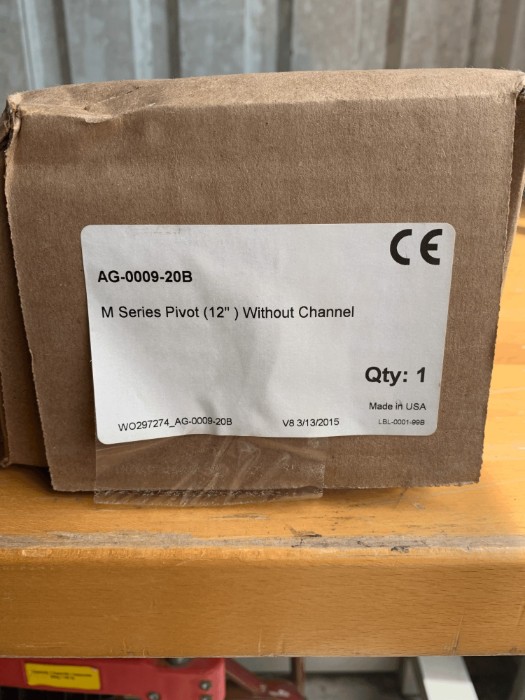 CE
AG-0009-20B
M Series Pivot (12" ) Without Channel
Qty: 1
Made in USA
WO297274_AG-0009-20B V8 3/13/2015 LBL-0001-99B